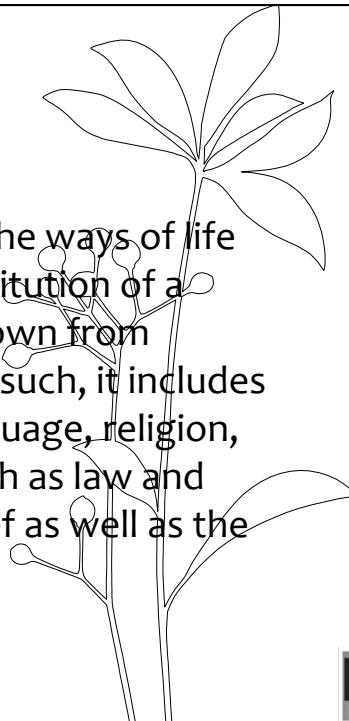 he ways of life
itution of a
own from
such, it includes
uage, religion,
h as law and
f as well as the